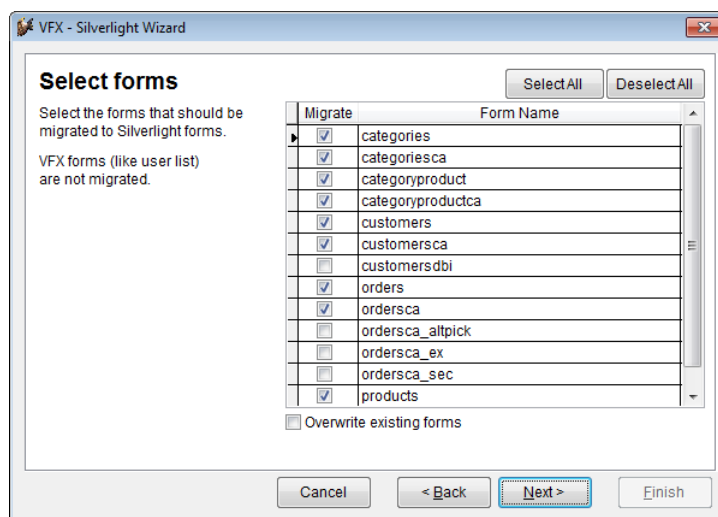 VFX - Silverlight Wizard
Select forms
Select All
Deselect All
Select the forms that should be
migrated to Silverlight forms.
VFX forms (like user list)
are not migrated.
Migrate Form Name
categories
categoriesca
categoryproduct
categoryproductca
customers
customersca
customersdbi
orders
ordersca
ordersca_altpick
ordersca_ex
ordersca_sec
products
Overwrite existing forms
Cancel
< Back
Next >
Finish